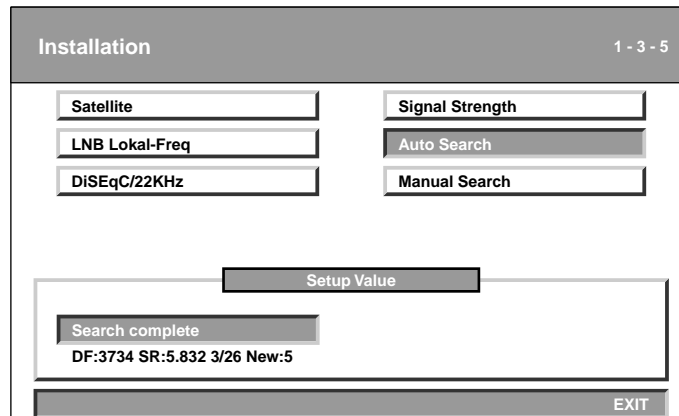 Installation
1 - 3 - 5
Satellite
Signal Strength
LNB Lokal-Freq
Auto Search
DiSEqC/22KHz
Manual Search
Setup Value
Search complete
DF:3734 SR:5.832 3/26 New:5
EXIT